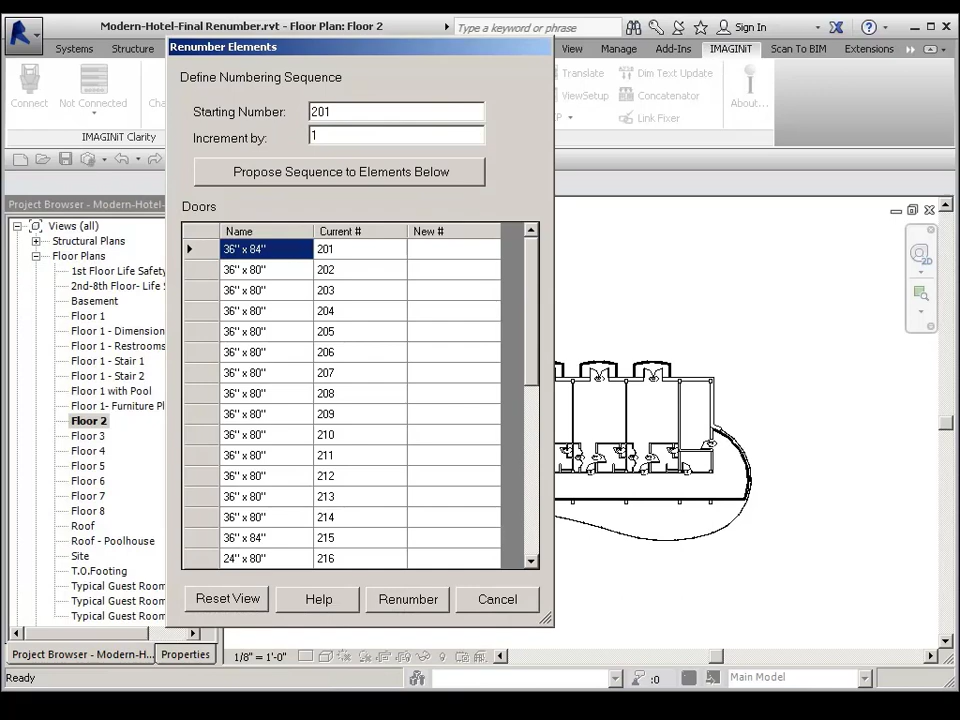 Modern-Hotel-Final Renumber.rvt - Floor Plan: Floor 2
Type a keyword or phrase
Sign In
Systems
Structure
View
Manage
Add-Ins
IMAGINiT
Scan To BIM
Extensions
Connect
Not Connected
Cha
Translate
Dim Text Update
ViewSetup
Concatenator
P
Link Fixer
About...
IMAGINiT Clarity
Renumber Elements
Define Numbering Sequence
Starting Number: 201
Increment by: 1
Propose Sequence to Elements Below
Doors
Name Current # New #
36" x 84" 201
36" x 80" 202
36" x 80" 203
36" x 80" 204
36" x 80" 205
36" x 80" 206
36" x 80" 207
36" x 80" 208
36" x 80" 209
36" x 80" 210
36" x 80" 211
36" x 80" 212
36" x 80" 213
36" x 80" 214
36" x 84" 215
24" x 80" 216
Reset View
Help
Renumber
Cancel
Project Browser - Modern-Hotel-
Views (all)
Structural Plans
Floor Plans
1st Floor Life Safety
2nd-8th Floor- Life S
Basement
Floor 1
Floor 1 - Dimension
Floor 1 - Restrooms
Floor 1 - Stair 1
Floor 1 - Stair 2
Floor 1 with Pool
Floor 1- Furniture Pl
Floor 2
Floor 3
Floor 4
Floor 5
Floor 6
Floor 7
Floor 8
Roof
Roof - Poolhouse
Site
T.O.Footing
Typical Guest Room
Typical Guest Room
Typical Guest Room
Project Browser - Modern-H...
Properties
1/8" = 1'-0"
Ready
:0
Main Model
2D